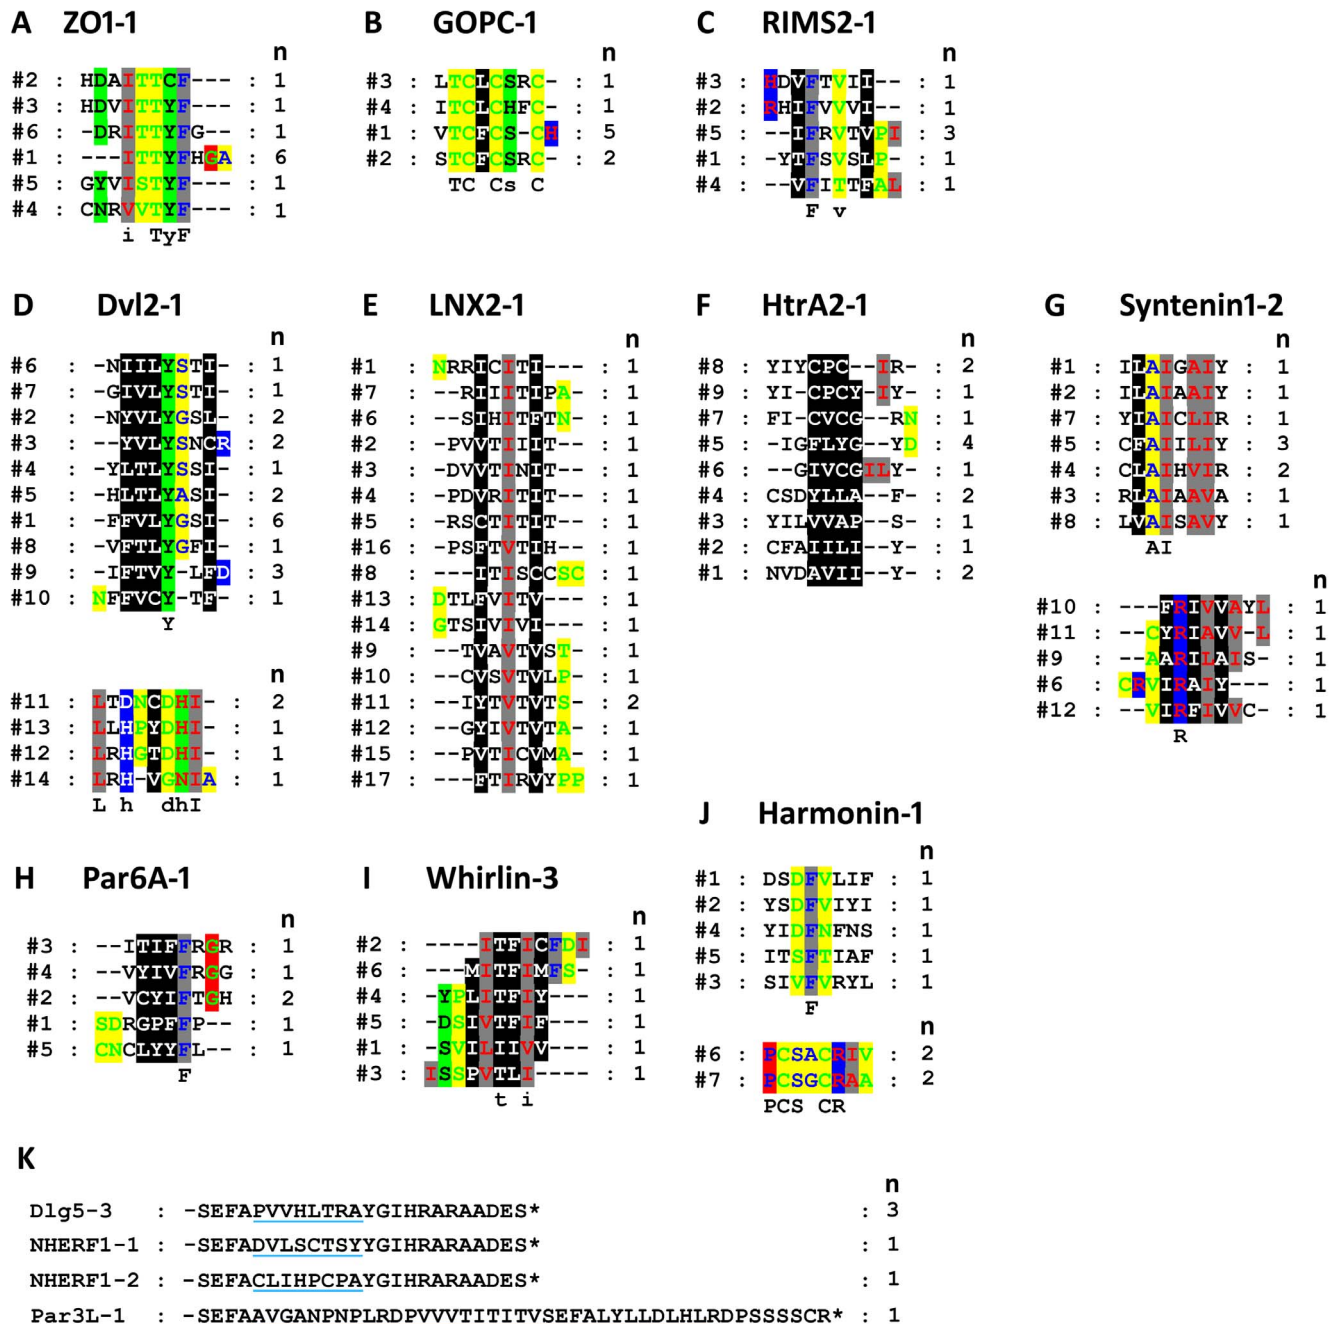 A ZO1-1
n
#2 : HDAITTCF--- : 1
#3 : HDVITTYF--- : 1
#6 : -DRITTYFG-- : 1
#1 : ---ITTYFHGA : 6
#5 : GYVISTYF--- : 1
#4 : CNRVVTYF--- : 1
i TyF
B GOPC-1
n
#3 : LTCLCSRC- : 1
#4 : ITCLCHFC- : 1
#1 : VTCFCS-CH : 5
#2 : STCFCSRC- : 2
TC Cs C
C RIMS2-1
n
#3 : HDVFTVII-- : 1
#2 : RHIFVVVI-- : 1
#5 : --IFRVTVPI : 3
#1 : -YTFSVSLP- : 1
#4 : --VFITTFAL : 1
F v
D Dvl2-1
n
#6 : -NIILYSTI- : 1
#7 : -GIVLYSTI- : 1
#2 : -NYVLYGSL- : 2
#3 : --YVLYSNCR : 2
#4 : -YLTLYSSI- : 1
#5 : -HLTLYASI- : 2
#1 : -FFVLYGSI- : 6
#8 : -VFTLYGFI- : 1
#9 : -IFTVY-LFD : 3
#10 : NFFVCY-TF- : 1
Y
n
#11 : LTDNCDHI- : 2
#13 : LLHPYDHI- : 1
#12 : LRHGTDHI- : 1
#14 : LRH-VGNIA : 1
L h dhI
E LNX2-1
n
#1 : NRRICITI--- : 1
#7 : --RIIITIPA- : 1
#6 : --SIHITFTN- : 1
#2 : -PVVTIIIT-- : 1
#3 : -DVVTINIT-- : 1
#4 : -PDVRITIT-- : 1
#5 : -RSCTITIT-- : 1
#16 : -PSFTVTIH-- : 1
#8 : ---ITISCCSC : 1
#13 : DTLFVITV--- : 1
#14 : GTSIVIVI--- : 1
#9 : --TVAVTVST- : 1
#10 : --CVSVTVLP- : 1
#11 : --IYTVTVTS- : 2
#12 : --GYIVTVTA- : 1
#15 : --PVTICVMA- : 1
#17 : ---FTIRVYPP : 1
F HtrA2-1
n
#8 : YIYCPC--IR- : 2
#9 : YI-CPCY-IY- : 1
#7 : FI-CVCG--RN : 1
#5 : -IGFLYG--YD : 4
#6 : --GIVCGILY- : 1
#4 : CSDYLLA--F- : 2
#3 : YILVVAP--S- : 1
#2 : CFAIILI--Y- : 1
#1 : NVDAVII--Y- : 2
G Syntenin1-2
n
#1 : ILAIGAIY : 1
#2 : ILAIAAIY : 1
#7 : YIAICLIR : 1
#5 : CFAIILIY : 3
#4 : CLAIHVIR : 2
#3 : RLAIAAVA : 1
#8 : LVAISAVY : 1
AI
n
#10 : ---FRIVVAYL : 1
#11 : --CYRIAVV-L : 1
#9 : --AARILAIS- : 1
#6 : CRVIRAIY--- : 1
#12 : --VIRFIVVC- : 1
R
H Par6A-1
n
#3 : --ITIFFRGR : 1
#4 : --VYIVFRGG : 1
#2 : --VCYIFTGH : 2
#1 : SDRGPFFP-- : 1
#5 : CNCLYYFL-- : 1
F
I Whirlin-3
n
#2 : ----ITFICFDI : 1
#6 : ---MITFIMFS- : 1
#4 : -YPLITFIY--- : 1
#5 : -DSIVTFIF--- : 1
#1 : -SVILIIVV--- : 1
#3 : ISSPVTLI---- : 1
t i
J Harmonin-1
n
#1 : DSDFVLIF : 1
#2 : YSDFVIYI : 1
#4 : YIDFNFNS : 1
#5 : ITSFTIAF : 1
#3 : SIVFVRYL : 1
F
n
#6 : PCSACRIV : 2
#7 : PCSGCRAA : 2
PCS CR
K
n
Dlg5-3 : -SEFAPVVHLTRAYGIHRARAADES* : 3
NHERF1-1 : -SEFADVLSCTSYYGIHRARAADES* : 1
NHERF1-2 : -SEFACLIHPCPAYGIHRARAADES* : 1
Par3L-1 : -SEFAAVGANPNPLRDPVVVTITITVSEFALYLLDLHLRDPSSSSCR* : 1